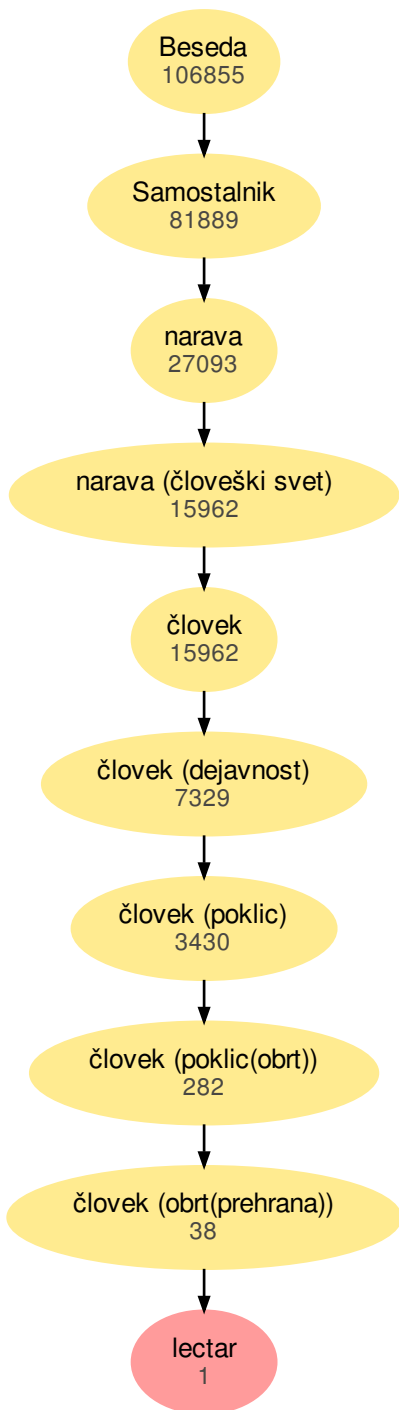 Beseda
106855
Samostalnik
81889
narava
27093
narava (človeški svet)
15962
človek
15962
človek (dejavnost)
7329
človek (poklic)
3430
človek (poklic(obrt))
282
človek (obrt(prehrana))
38
lectar
1